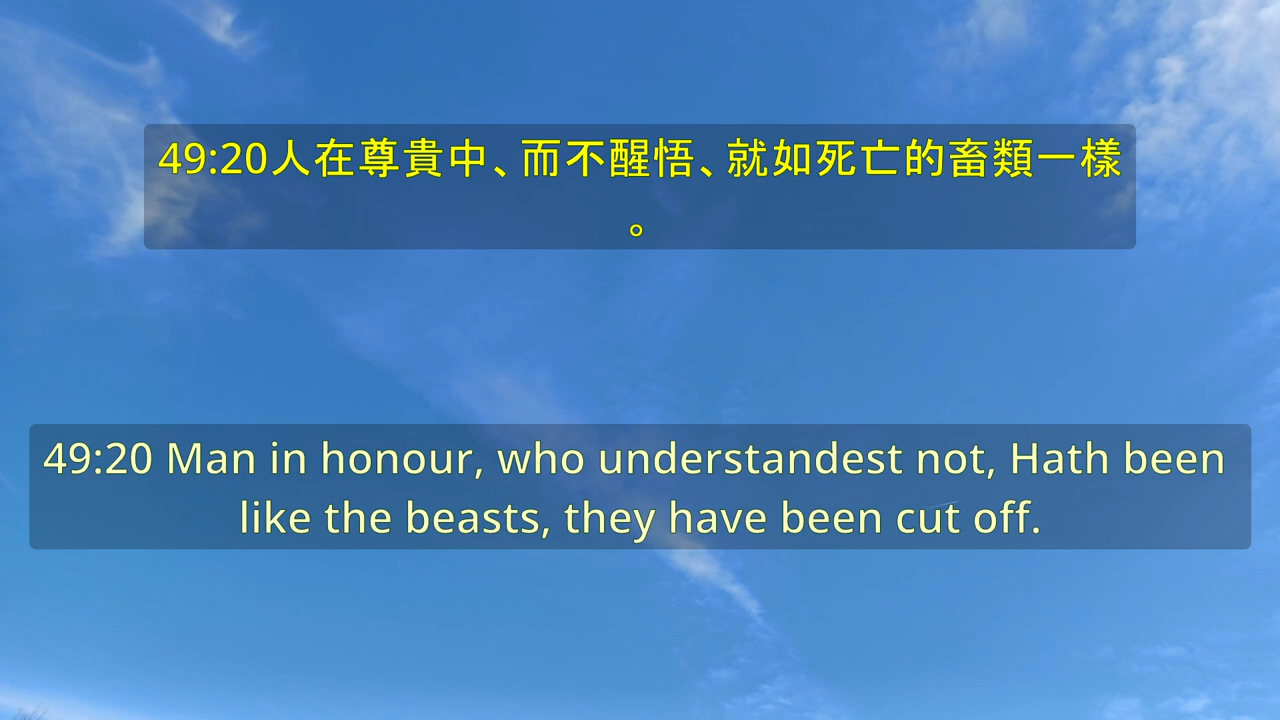 49:20人在尊貴中、而不醒悟、就如死亡的畜類一樣
。
49:20 Man in honour, who understandest not, Hath been
like the beasts, they have been cut off.